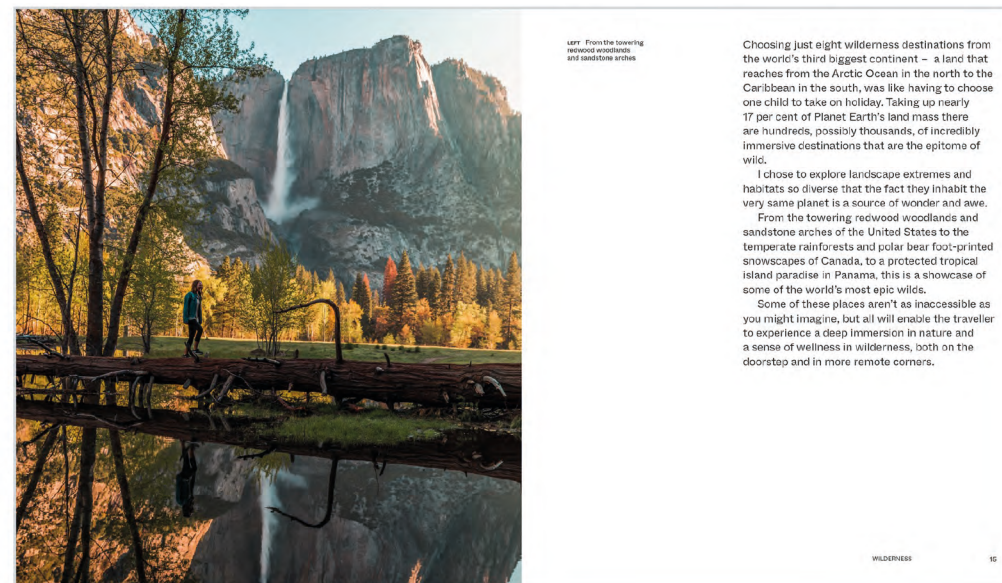 LEFT From the towering
redwood woodlands
and sandstone arches
Choosing just eight wilderness destinations from
the world's third biggest continent – a land that
reaches from the Arctic Ocean in the north to the
Caribbean in the south, was like having to choose
one child to take on holiday. Taking up nearly
17 per cent of Planet Earth's land mass there
are hundreds, possibly thousands, of incredibly
immersive destinations that are the epitome of
wild.
I chose to explore landscape extremes and
habitats so diverse that the fact they inhabit the
very same planet is a source of wonder and awe.
From the towering redwood woodlands and
sandstone arches of the United States to the
temperate rainforests and polar bear foot-printed
snowscapes of Canada, to a protected tropical
island paradise in Panama, this is a showcase of
some of the world's most epic wilds.
Some of these places aren't as inaccessible as
you might imagine, but all will enable the traveller
to experience a deep immersion in nature and
a sense of wellness in wilderness, both on the
doorstep and in more remote corners.
WILDERNESS 15